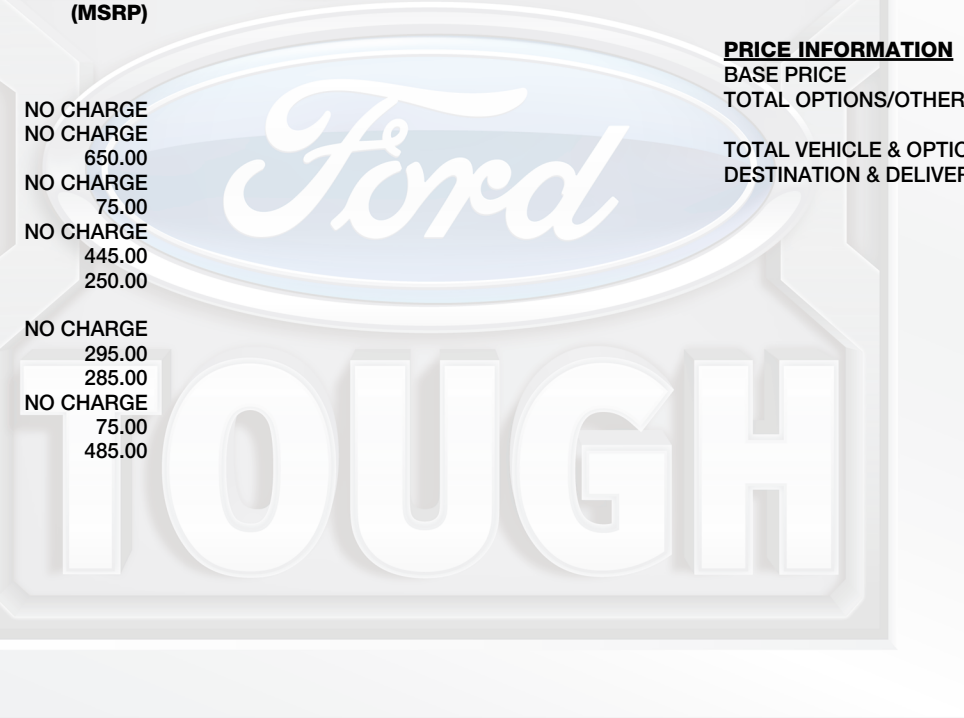 (MSRP)
NO CHARGE
NO CHARGE
650.00
NO CHARGE
75.00
NO CHARGE
445.00
250.00
NO CHARGE
295.00
285.00
NO CHARGE
75.00
485.00
PRICE INFORMATION
BASE PRICE
TOTAL OPTIONS/OTHER
TOTAL VEHICLE & OPTIO
DESTINATION & DELIVER
Ford
TOUGH